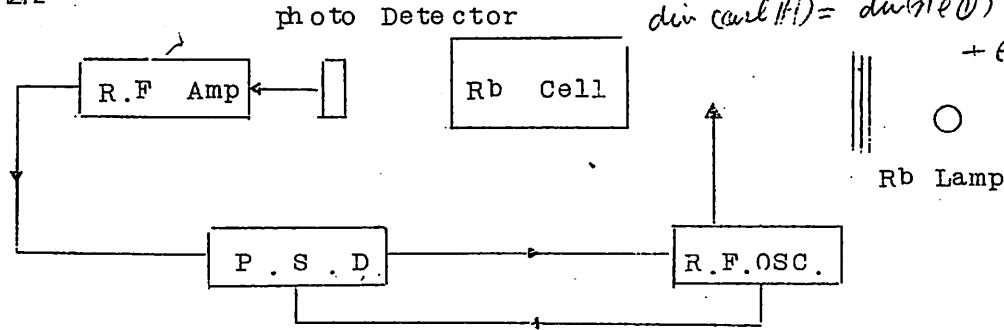 photo Detector
R.F Amp
Rb Cell
Rb Lamp
P . S . D
R.F.OSC.